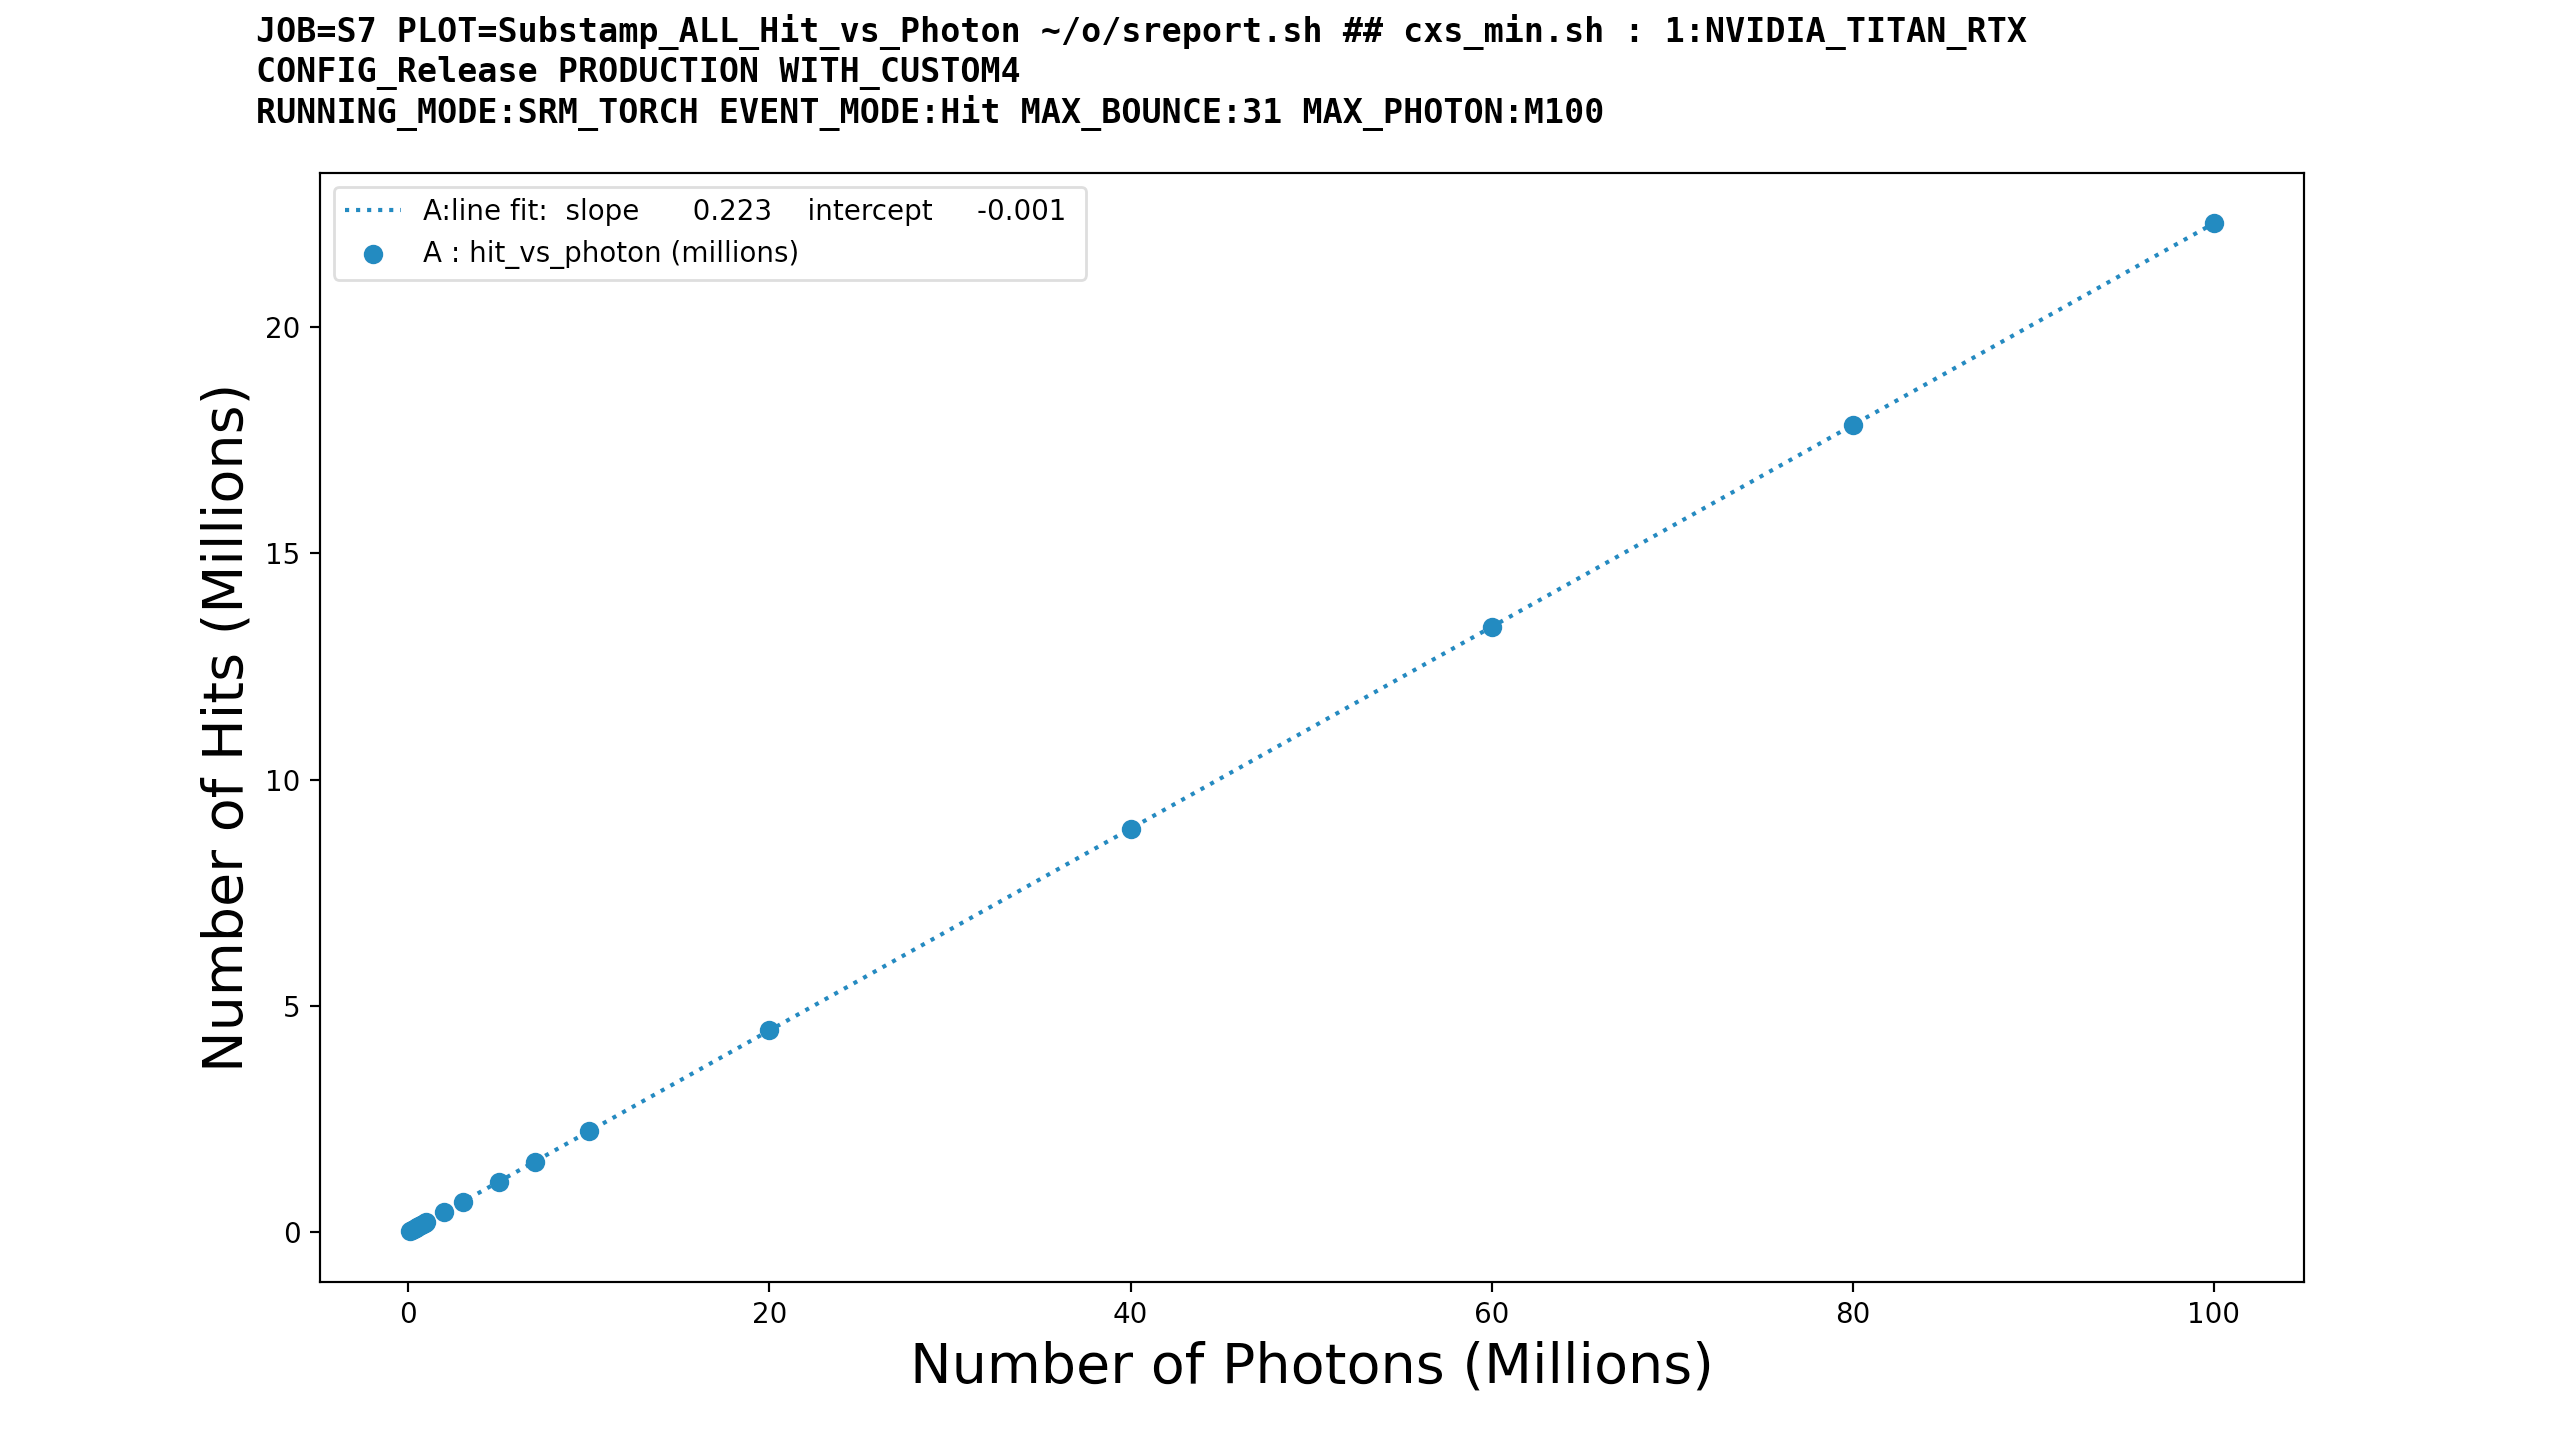 JOB=S7 PLOT=Substamp_ALL_Hit_vs_Photon ~/o/sreport.sh ## cxs_min.sh : 1:NVIDIA_TITAN_RTX
CONFIG_Release PRODUCTION WITH_CUSTOM4
RUNNING_MODE:SRM_TORCH EVENT_MODE:Hit MAX_BOUNCE:31 MAX_PHOTON:M100
A:line fit: slope 0.223 intercept -0.001
A : hit_vs_photon (millions)
Number of Hits (Millions)
20
15
10
5
0
0 20 40 60 80 100
Number of Photons (Millions)